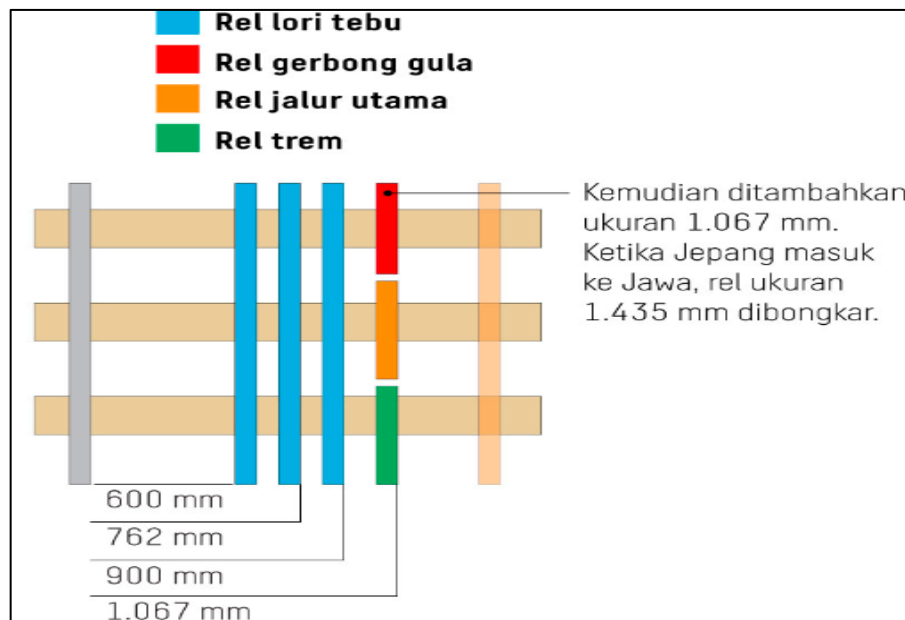 Rel lori tebu
Rel gerbong gula
Rel jalur utama
Rel trem
Kemudian ditambahkan
ukuran 1.067 mm.
Ketika Jepang masuk
ke Jawa, rel ukuran
1.435 mm dibongkar.
600 mm
762 mm
900 mm
1.067 mm